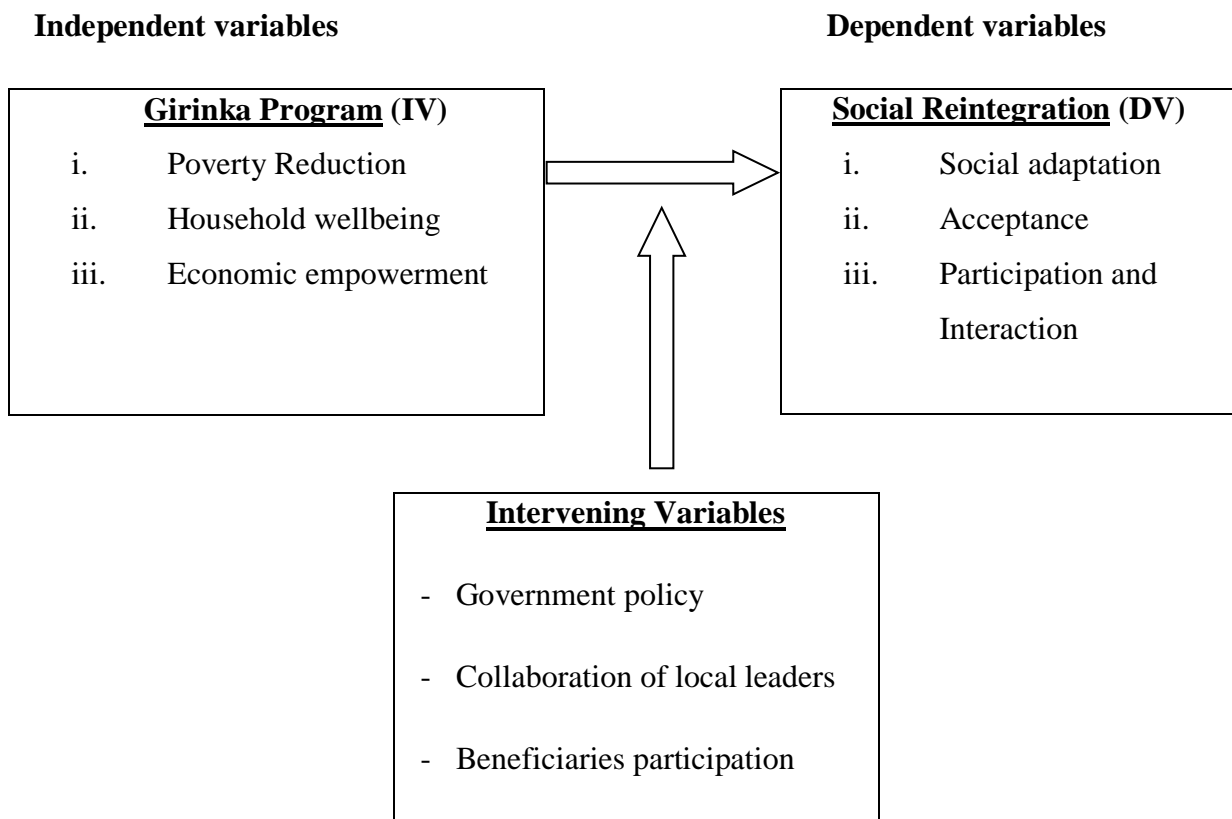 Independent variables
Dependent variables
Girinka Program (IV)
i. Poverty Reduction
ii. Household wellbeing
iii. Economic empowerment
Social Reintegration (DV)
i. Social adaptation
ii. Acceptance
iii. Participation and
Interaction
Intervening Variables
- Government policy
- Collaboration of local leaders
- Beneficiaries participation